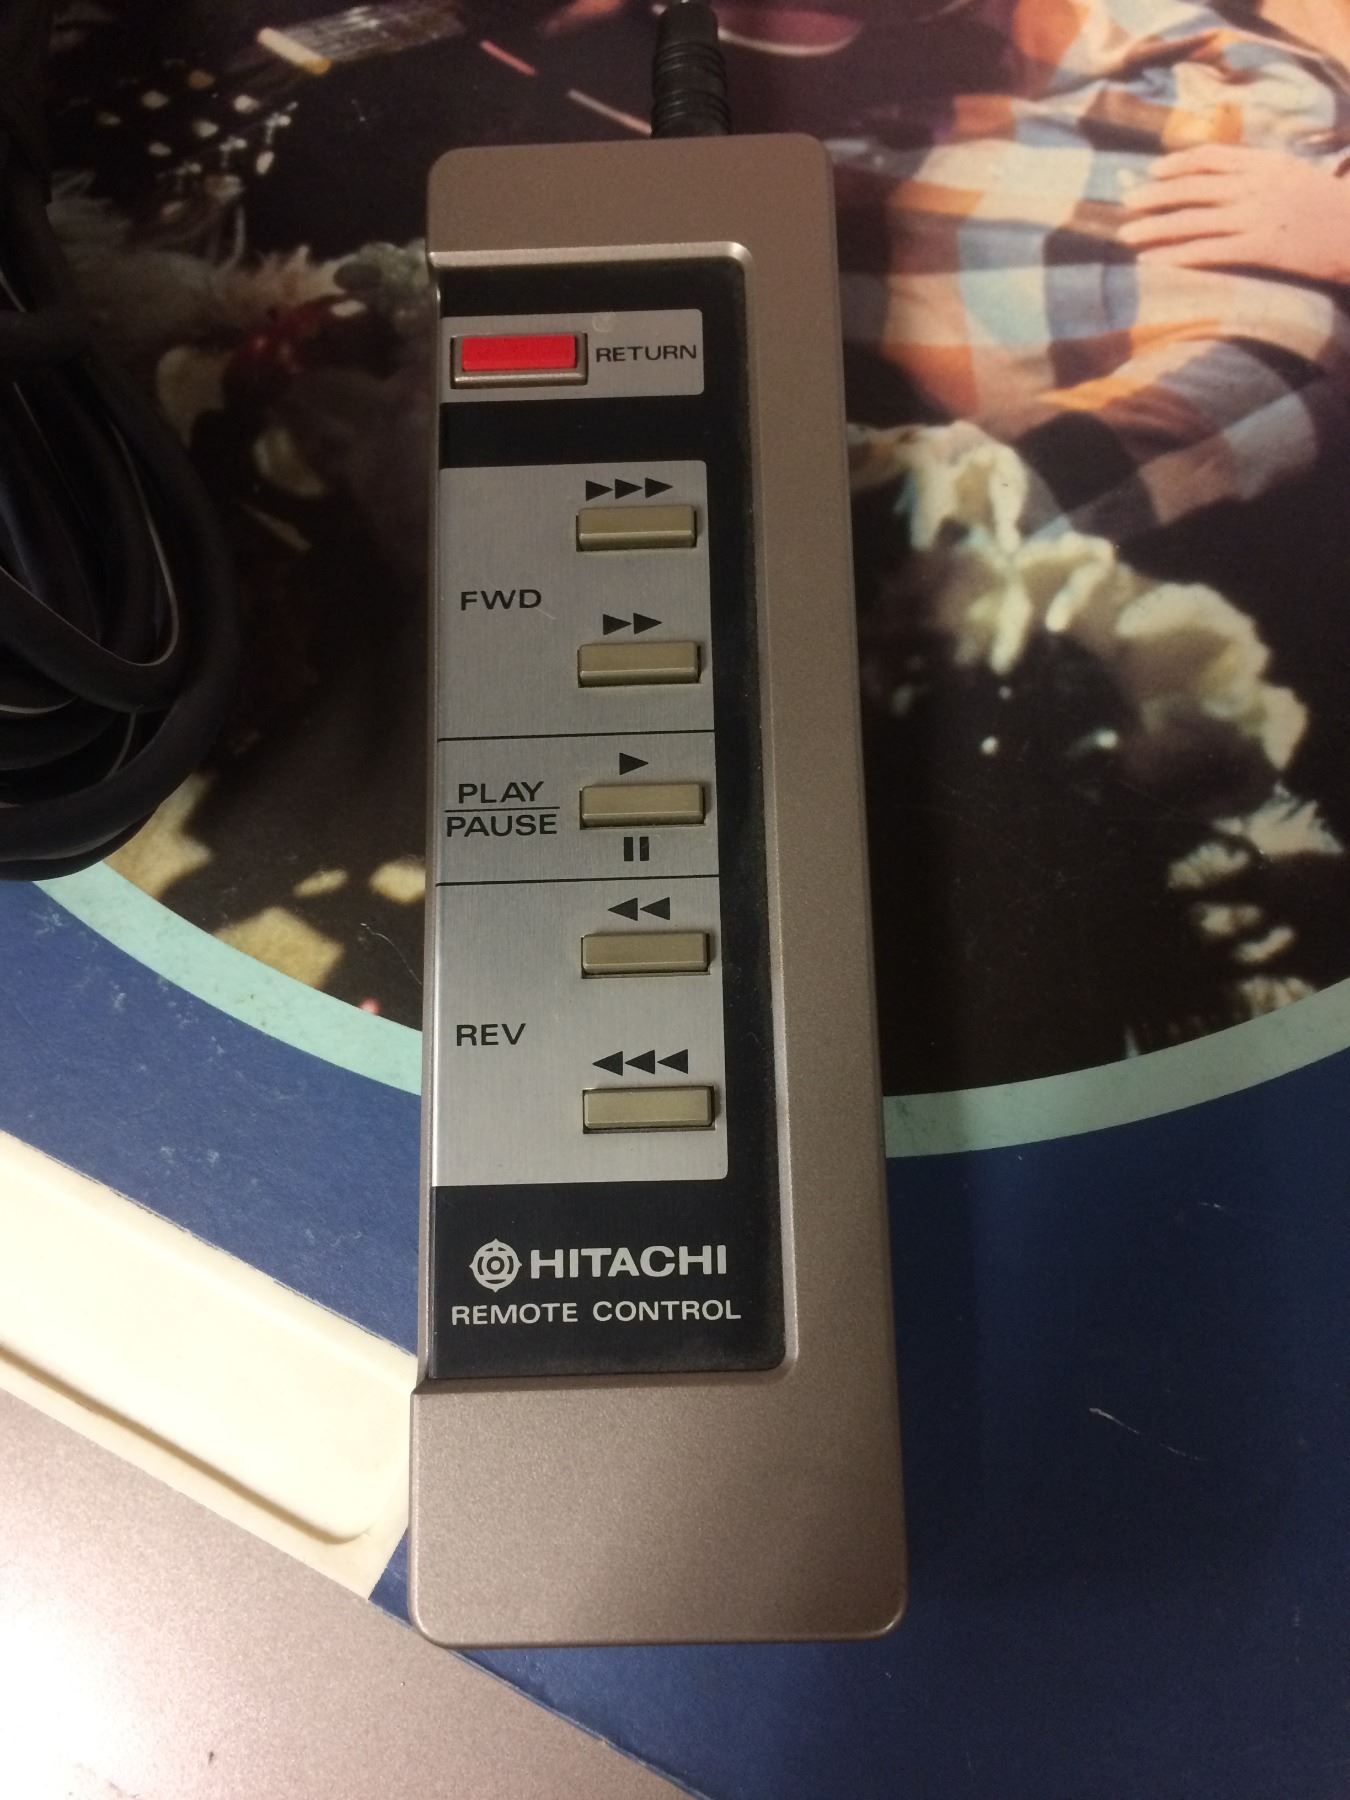 RETURN
FWD
PLAY
PAUSE
REV
HITACHI
REMOTE CONTROL